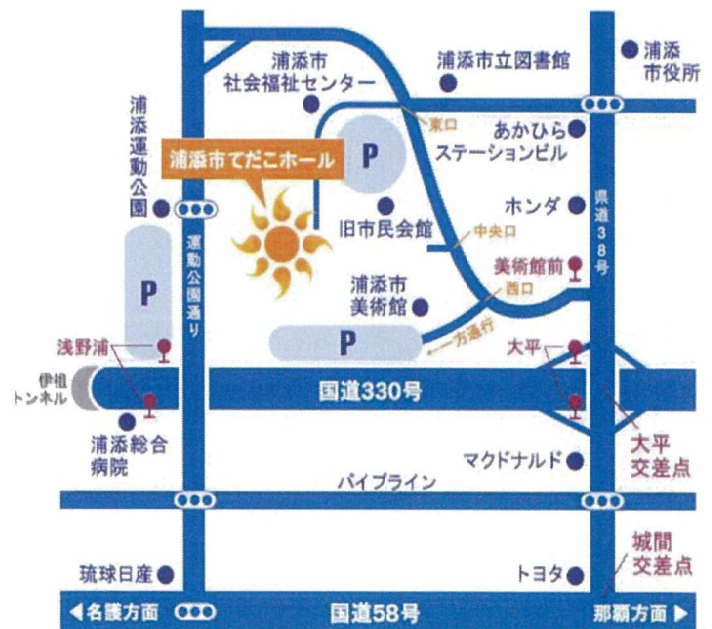 浦添市
社会福祉センター
浦添市立図書館
浦添
市役所
浦添運動公園
浦添市てだこホール
P
東口
あかひら
ステーションビル
旧市民会館
ホンダ
県道38号
中央口
美術館前
運動公園通り
P
浦添市
美術館
西口
P
一方通行
浅野浦
大平
伊祖
トンネル
国道330号
浦添総合
病院
マクドナルド
大平
交差点
パイプライン
琉球日産
トヨタ
城間
交差点
◀名護方面
国道58号
那覇方面▶